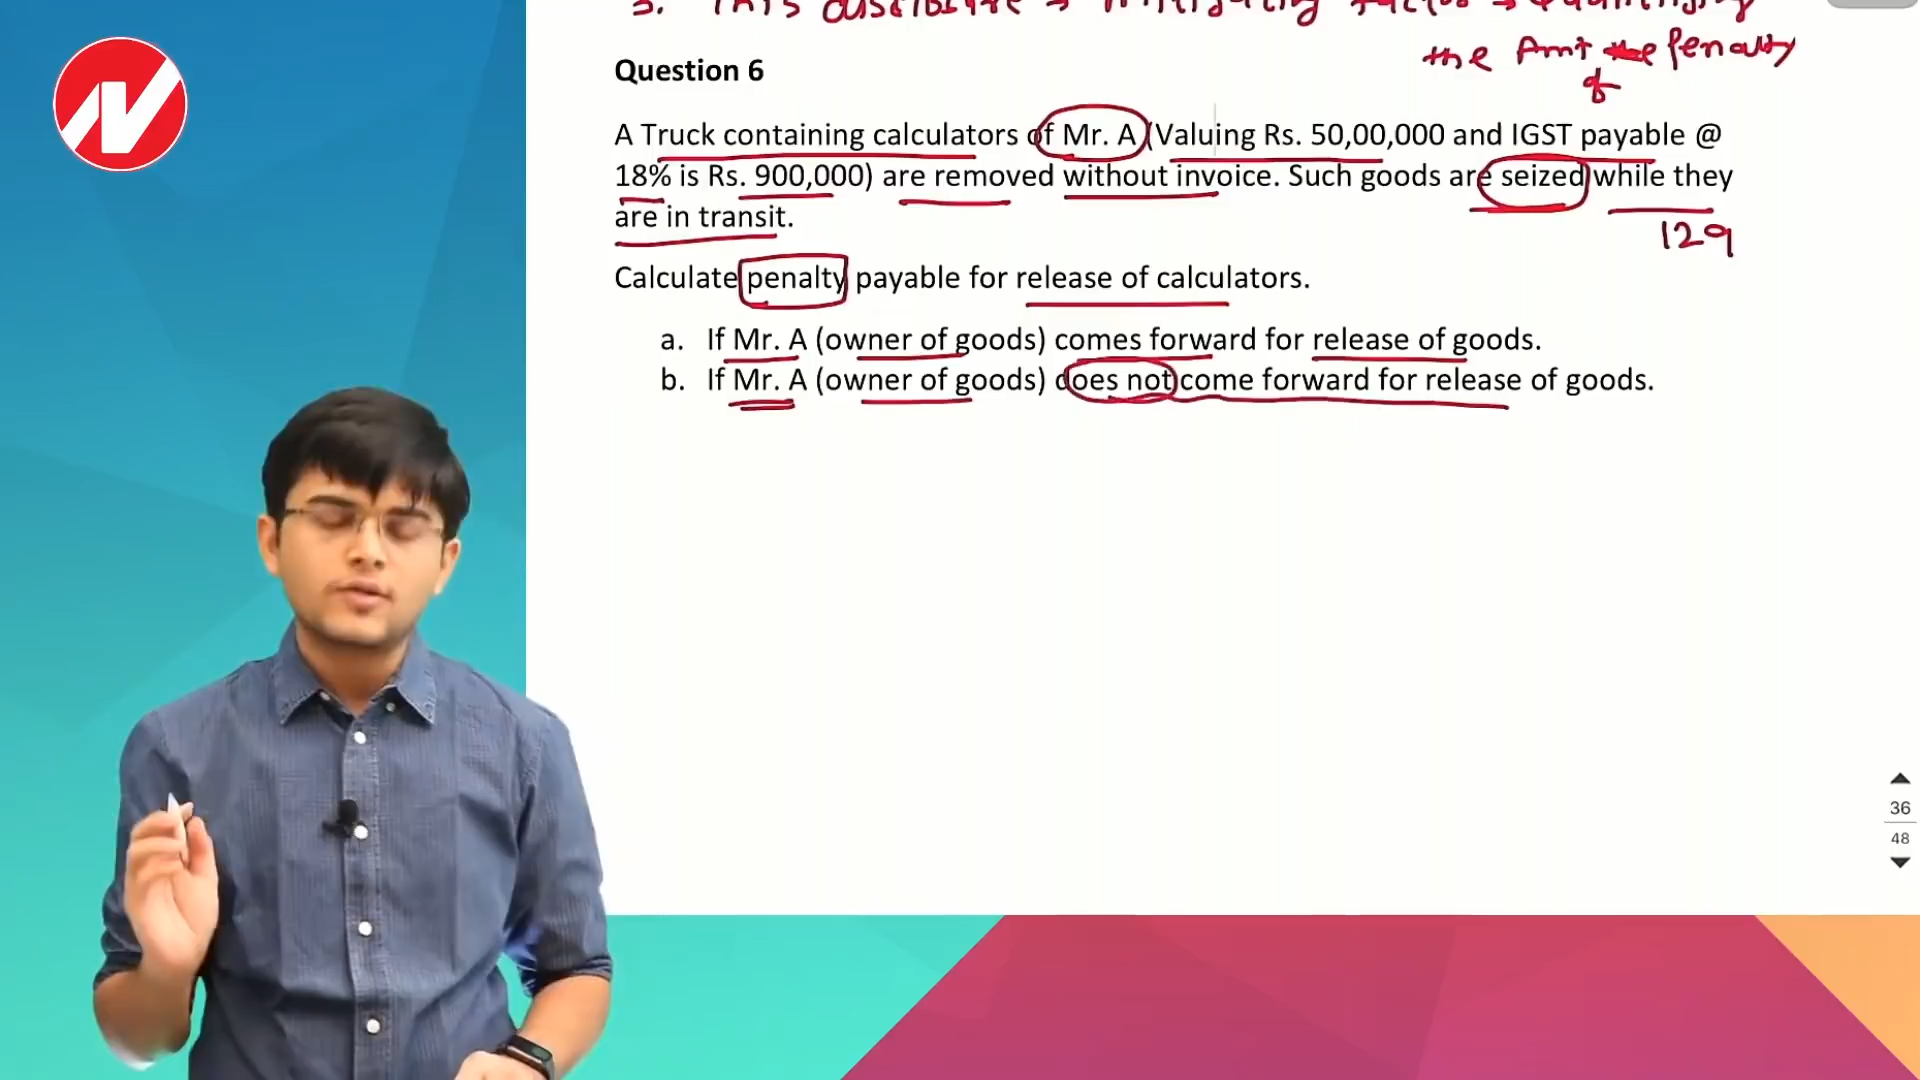 the Amt the Penalty
of
Question 6
A Truck containing calculators of Mr. A (Valuing Rs. 50,00,000 and IGST payable @
18% is Rs. 900,000) are removed without invoice. Such goods are seized while they
are in transit.
129
Calculate penalty payable for release of calculators.
a. If Mr. A (owner of goods) comes forward for release of goods.
b. If Mr. A (owner of goods) does not come forward for release of goods.
36
48